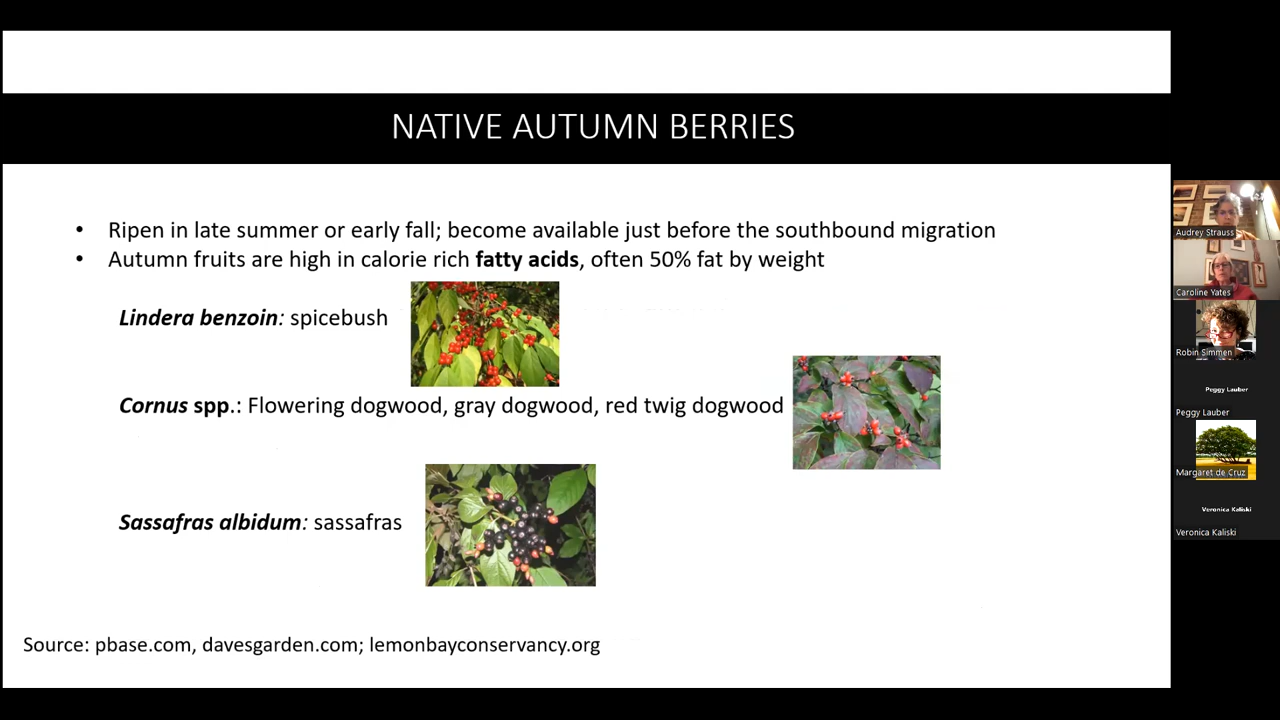 NATIVE AUTUMN BERRIES
• Ripen in late summer or early fall; become available just before the southbound migration
• Autumn fruits are high in calorie rich fatty acids, often 50% fat by weight
Lindera benzoin: spicebush
Cornus spp.: Flowering dogwood, gray dogwood, red twig dogwood
Sassafras albidum: sassafras
Source: pbase.com, davesgarden.com; lemonbayconservancy.org
Audrey Strauss
Caroline Yates
Robin Simmen
Peggy Lauber
Peggy Lauber
Margaret de Cruz
Veronica Kaliski
Veronica Kaliski